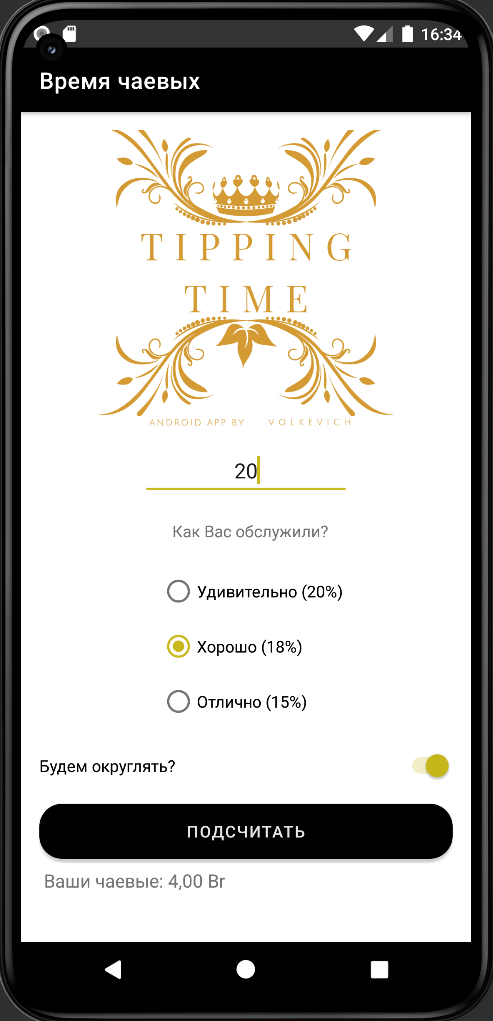 16:34
Время чаевых
TIPPING
TIME
ANDROID APP BY VOLKEVICH
20
Как Вас обслужили?
Удивительно (20%)
Хорошо (18%)
Отлично (15%)
Будем округлять?
ПОДСЧИТАТЬ
Ваши чаевые: 4,00 Br